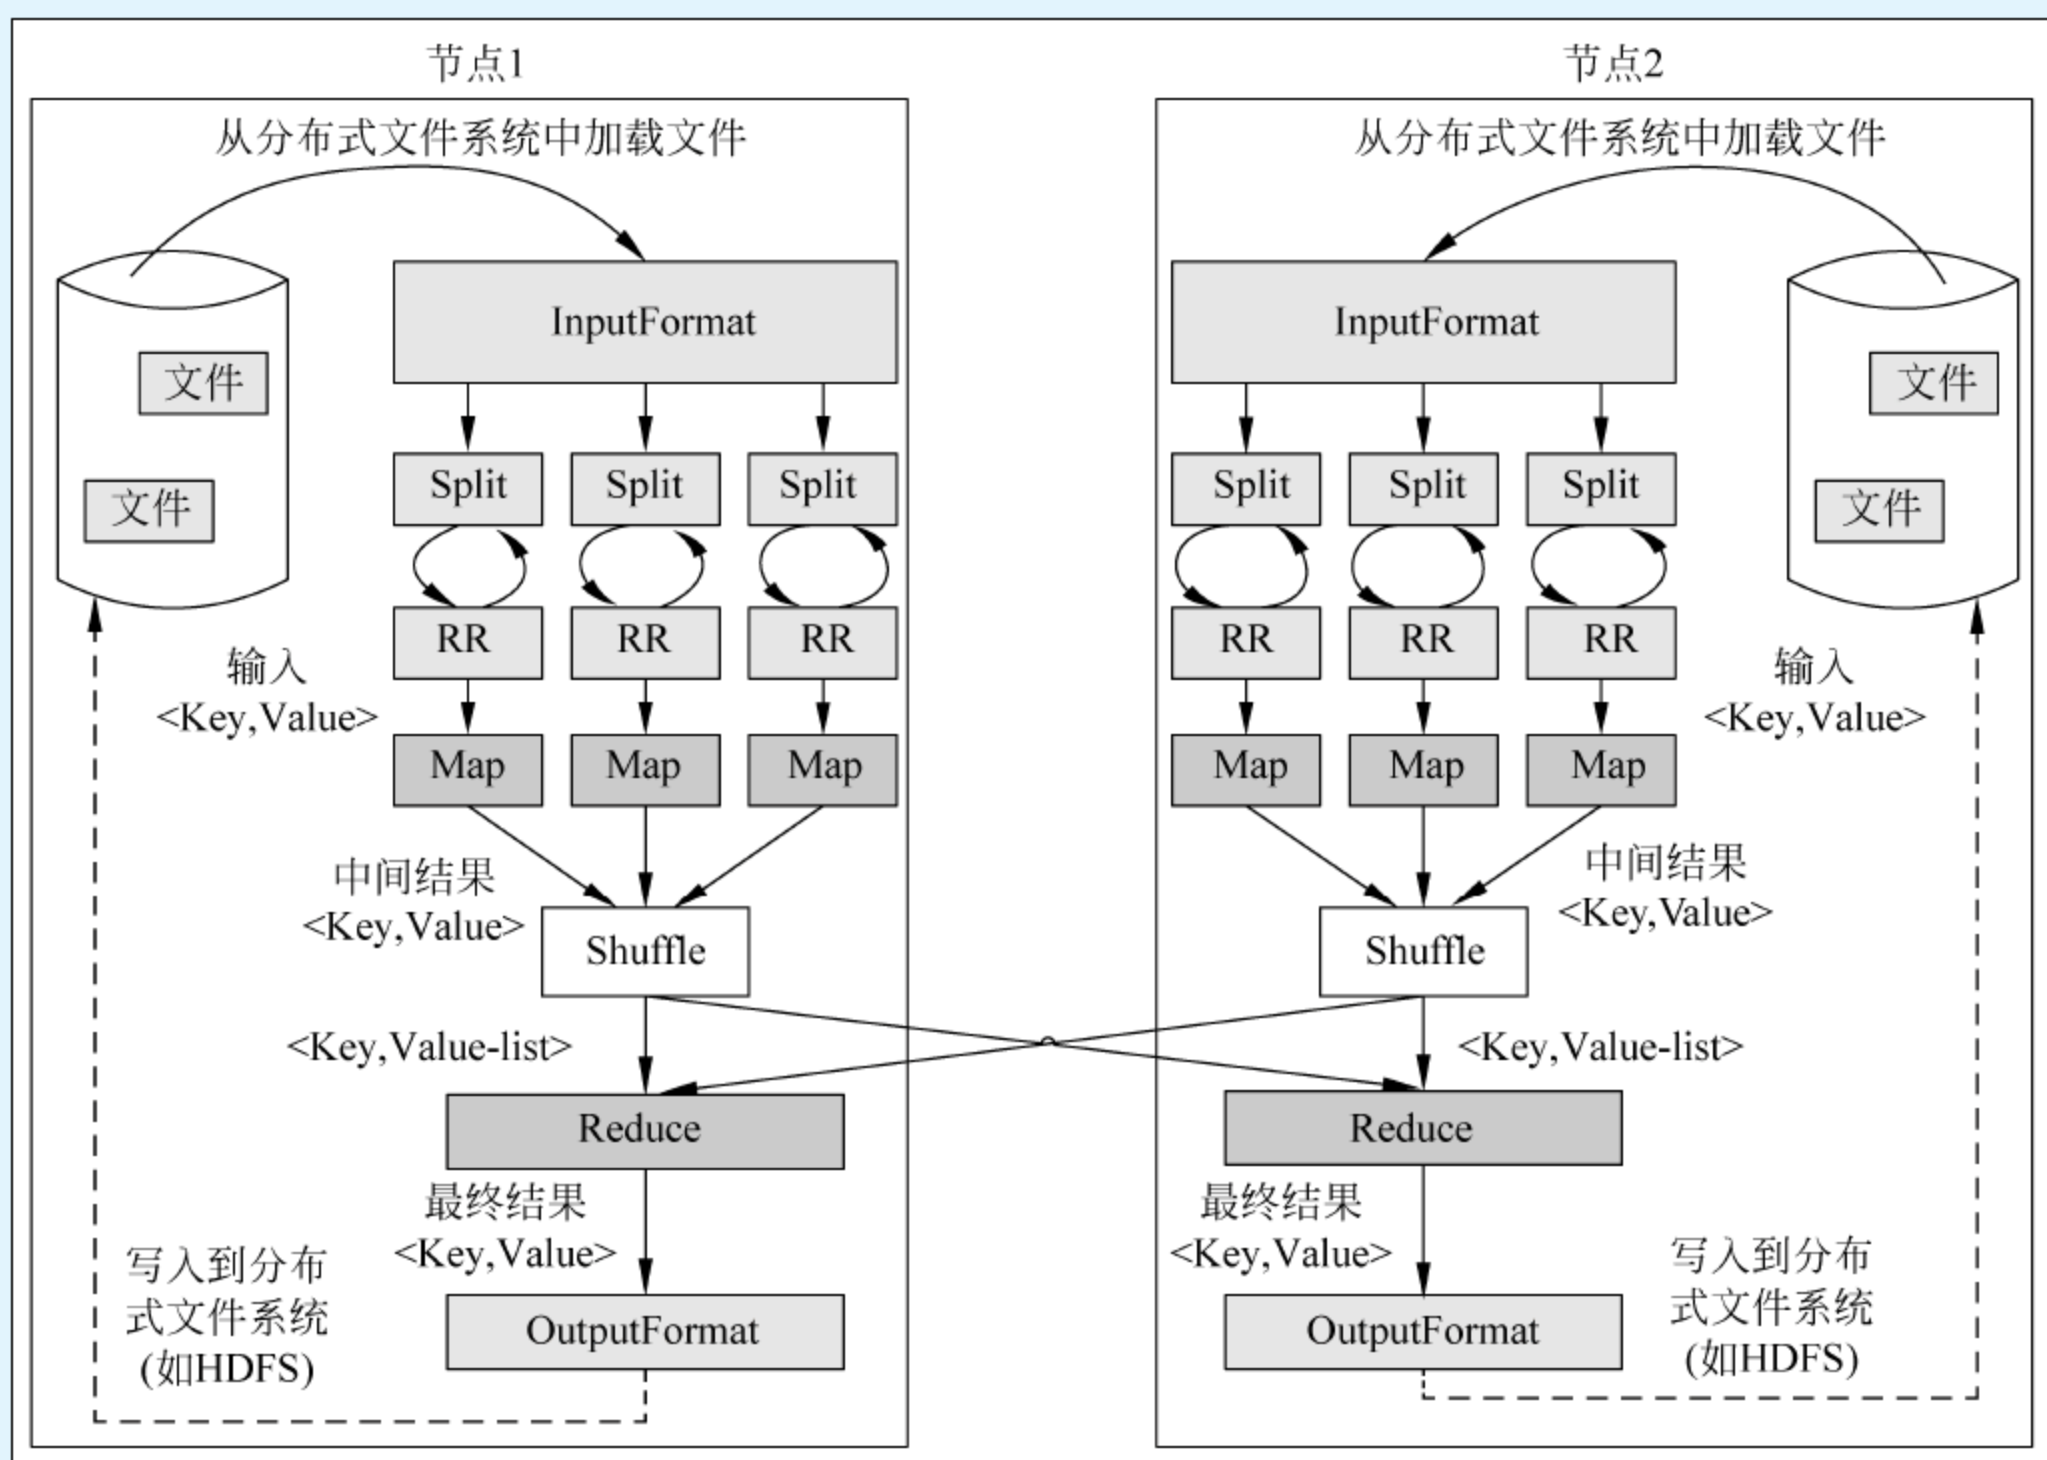 节点1
从分布式文件系统中加载文件
InputFormat
文件
文件
Split
Split
Split
RR
RR
RR
输入
<Key,Value>
Map
Map
Map
中间结果
<Key,Value>
Shuffle
<Key,Value-list>
Reduce
最终结果
<Key,Value>
写入到分布
式文件系统
(如HDFS)
OutputFormat
节点2
从分布式文件系统中加载文件
InputFormat
文件
文件
Split
Split
Split
RR
RR
RR
输入
<Key,Value>
Map
Map
Map
中间结果
<Key,Value>
Shuffle
<Key,Value-list>
Reduce
最终结果
<Key,Value>
写入到分布
式文件系统
(如HDFS)
OutputFormat